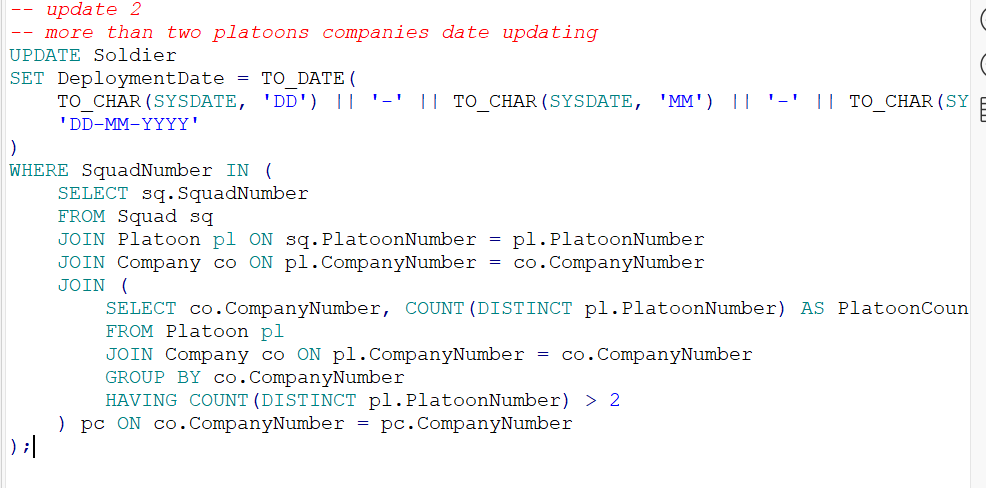 -- update 2
-- more than two platoons companies date updating
UPDATE Soldier
SET DeploymentDate = TO_DATE(
    TO_CHAR(SYSDATE, 'DD') || '-' || TO_CHAR(SYSDATE, 'MM') || '-' || TO_CHAR(SY
    'DD-MM-YYYY'
)
WHERE SquadNumber IN (
    SELECT sq.SquadNumber
    FROM Squad sq
    JOIN Platoon pl ON sq.PlatoonNumber = pl.PlatoonNumber
    JOIN Company co ON pl.CompanyNumber = co.CompanyNumber
    JOIN (
        SELECT co.CompanyNumber, COUNT(DISTINCT pl.PlatoonNumber) AS PlatoonCoun
        FROM Platoon pl
        JOIN Company co ON pl.CompanyNumber = co.CompanyNumber
        GROUP BY co.CompanyNumber
        HAVING COUNT(DISTINCT pl.PlatoonNumber) > 2
    ) pc ON co.CompanyNumber = pc.CompanyNumber
);